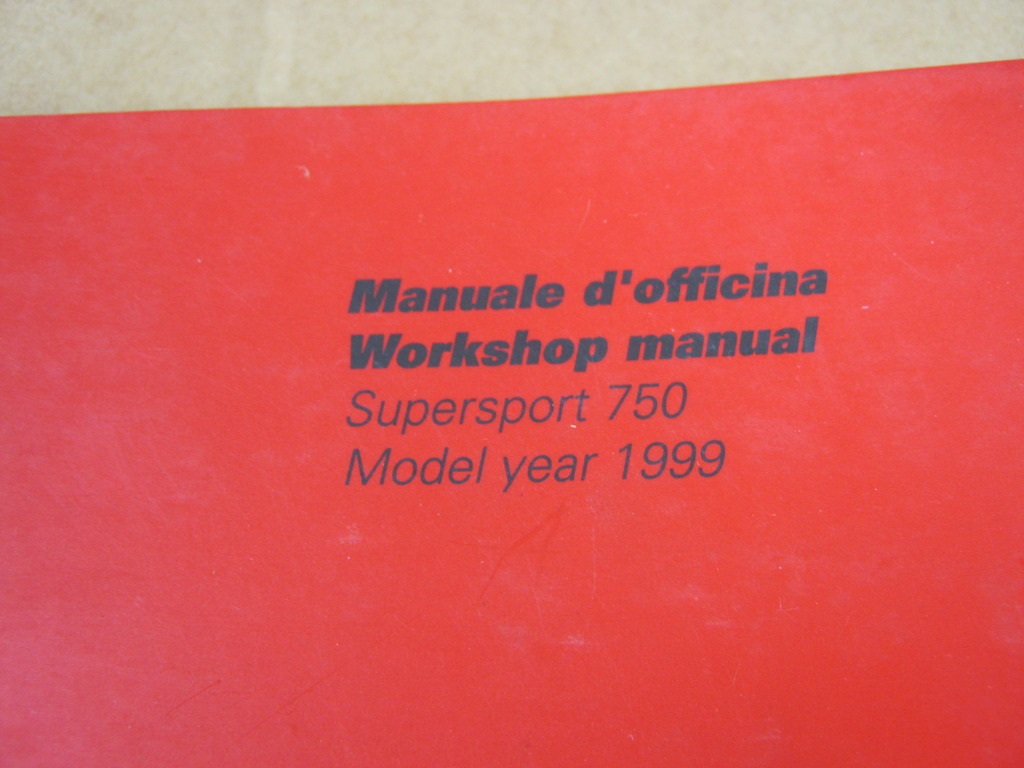 Manuale d'officina
Workshop manual
Supersport 750
Model year 1999